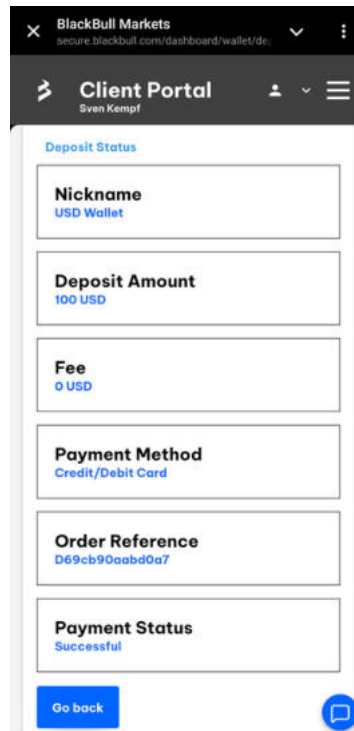 BlackBull Markets
secure.blackbull.com/dashboard/wallet/de
Client Portal
Sven Kempf
Deposit Status
Nickname
USD Wallet
Deposit Amount
100 USD
Fee
0 USD
Payment Method
Credit/Debit Card
Order Reference
D69cb90aabd0a7
Payment Status
Successful
Go back